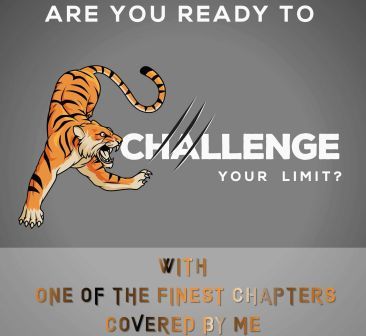 ARE YOU READY TO
CHALLENGE
YOUR LIMIT?
WITH
ONE OF THE FINEST CHAPTERS
COVERED BY ME